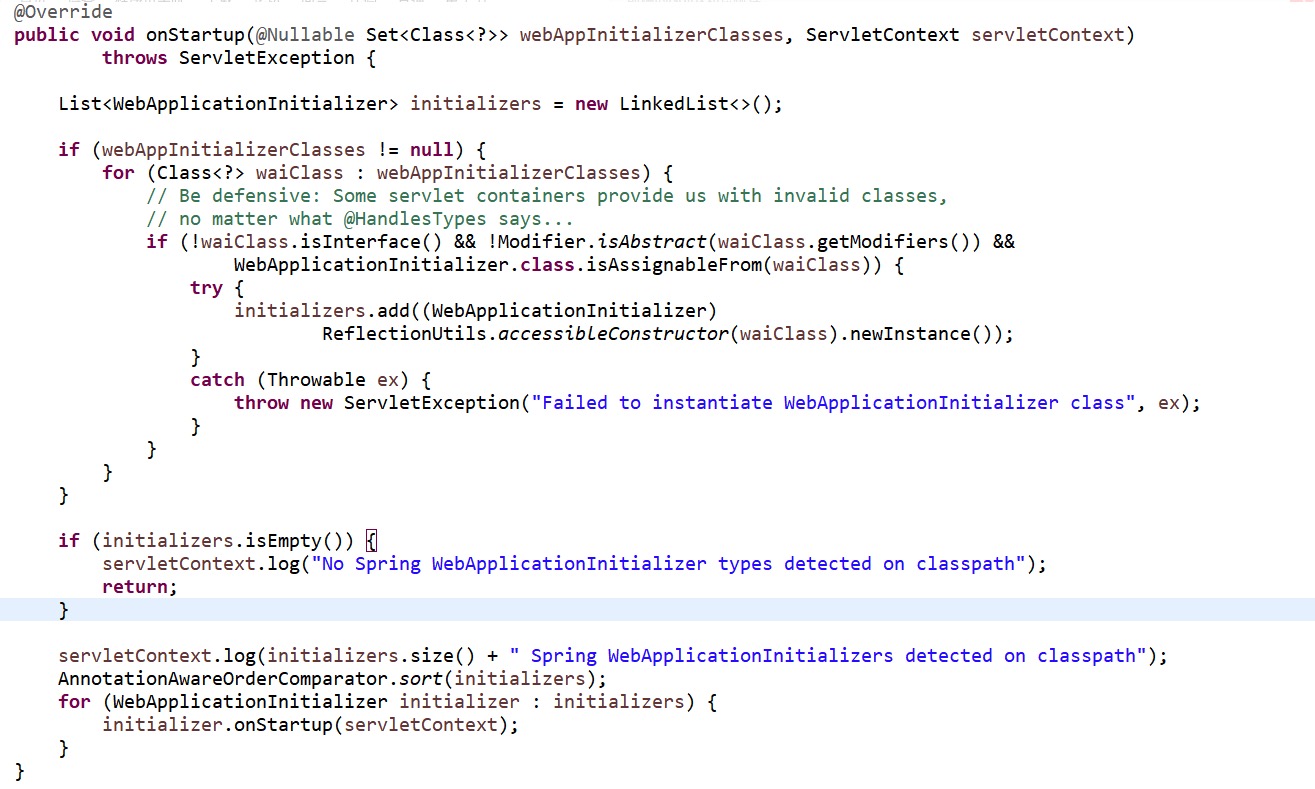 @Override
public void onStartup(@Nullable Set<Class<?>> webAppInitializerClasses, ServletContext servletContext)
        throws ServletException {

    List<WebApplicationInitializer> initializers = new LinkedList<>();

    if (webAppInitializerClasses != null) {
        for (Class<?> waiClass : webAppInitializerClasses) {
            // Be defensive: Some servlet containers provide us with invalid classes,
            // no matter what @HandlesTypes says...
            if (!waiClass.isInterface() && !Modifier.isAbstract(waiClass.getModifiers()) &&
                    WebApplicationInitializer.class.isAssignableFrom(waiClass)) {
                try {
                    initializers.add((WebApplicationInitializer)
                            ReflectionUtils.accessibleConstructor(waiClass).newInstance());
                }
                catch (Throwable ex) {
                    throw new ServletException("Failed to instantiate WebApplicationInitializer class", ex);
                }
            }
        }
    }

    if (initializers.isEmpty()) {
        servletContext.log("No Spring WebApplicationInitializer types detected on classpath");
        return;
    }

    servletContext.log(initializers.size() + " Spring WebApplicationInitializers detected on classpath");
    AnnotationAwareOrderComparator.sort(initializers);
    for (WebApplicationInitializer initializer : initializers) {
        initializer.onStartup(servletContext);
    }
}